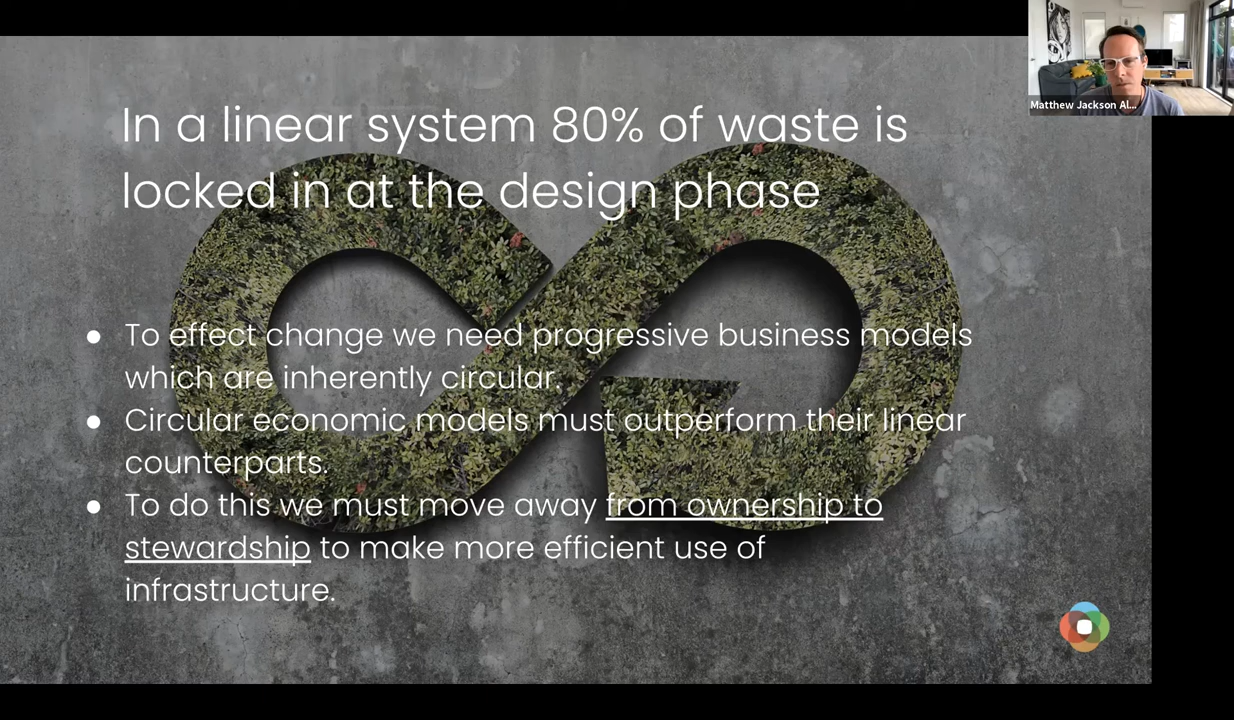 In a linear system 80% of waste is
locked in at the design phase
● To effect change we need progressive business models
which are inherently circular.
● Circular economic models must outperform their linear
counterparts.
● To do this we must move away from ownership to
stewardship to make more efficient use of
infrastructure.
Matthew Jackson Al...